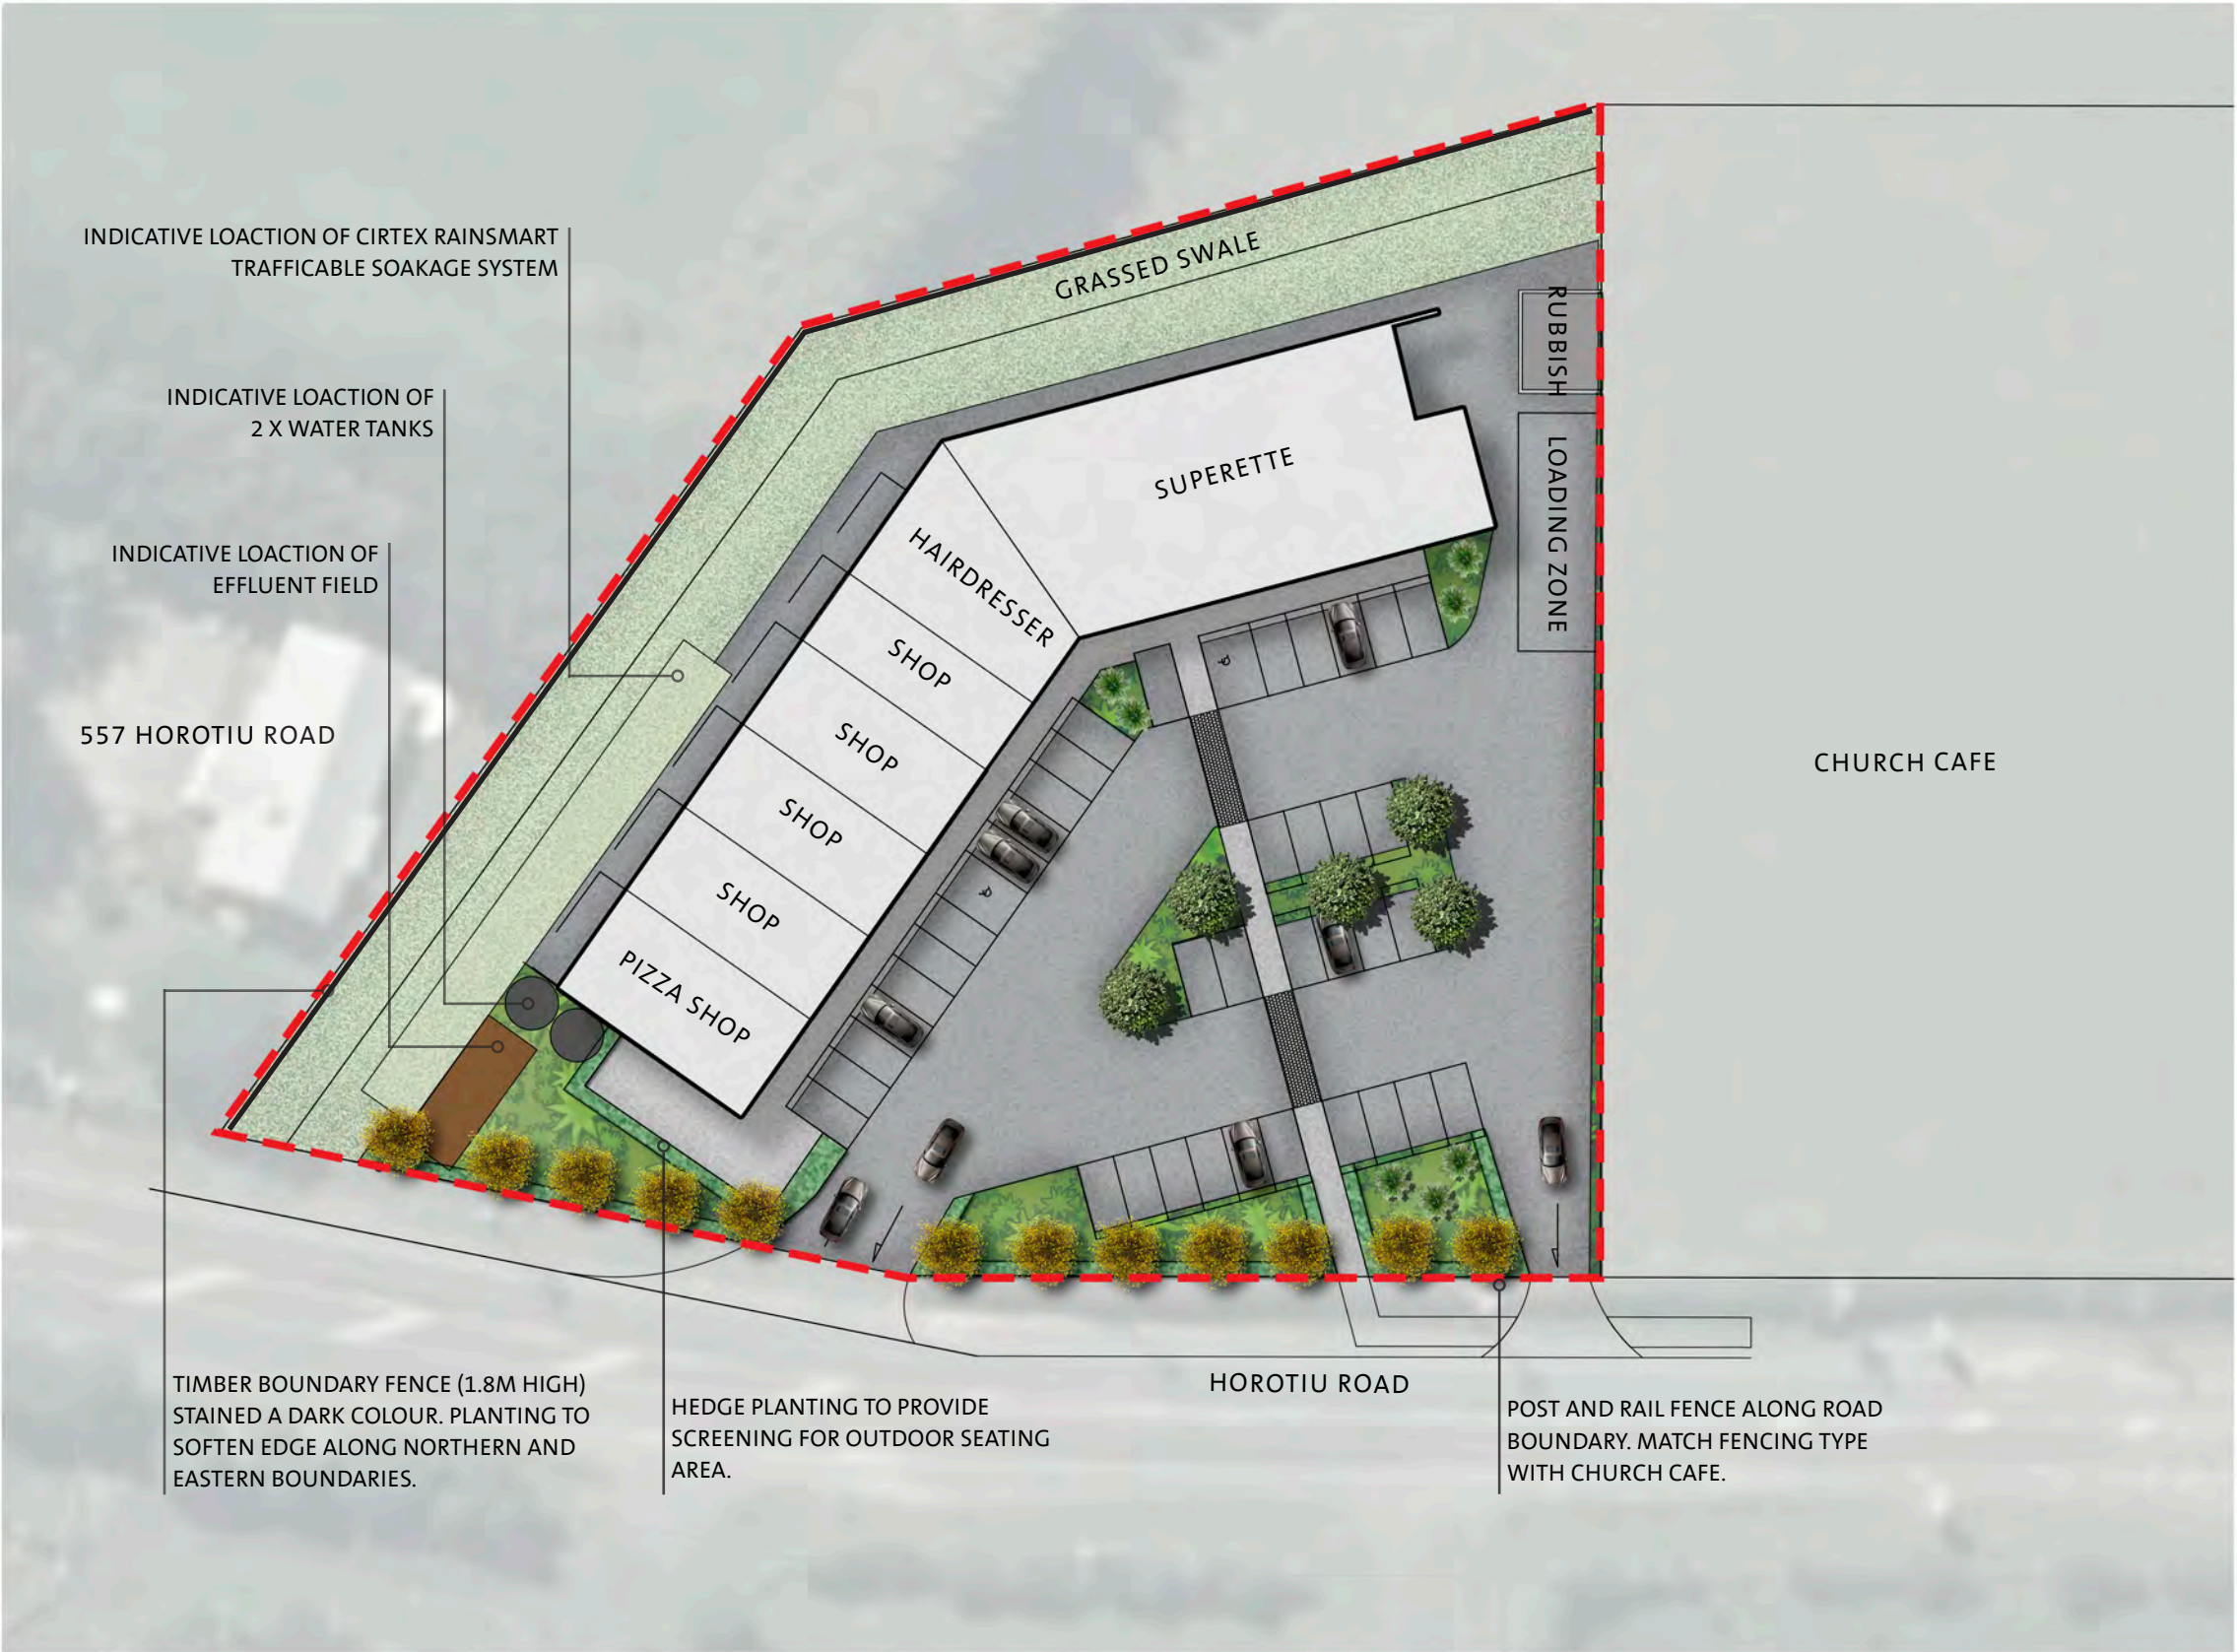 GRASSED SWALE
INDICATIVE LOACTION OF CIRTEX RAINSMART
TRAFFICABLE SOAKAGE SYSTEM
RUBBISH
INDICATIVE LOACTION OF
2 X WATER TANKS
SUPERETTE
LOADING ZONE
INDICATIVE LOACTION OF
EFFLUENT FIELD
HAIRDRESSER
SHOP
SHOP
SHOP
SHOP
PIZZA SHOP
557 HOROTIU ROAD
CHURCH CAFE
HOROTIU ROAD
TIMBER BOUNDARY FENCE (1.8M HIGH)
STAINED A DARK COLOUR. PLANTING TO
SOFTEN EDGE ALONG NORTHERN AND
EASTERN BOUNDARIES.
HEDGE PLANTING TO PROVIDE
SCREENING FOR OUTDOOR SEATING
AREA.
POST AND RAIL FENCE ALONG ROAD
BOUNDARY. MATCH FENCING TYPE
WITH CHURCH CAFE.